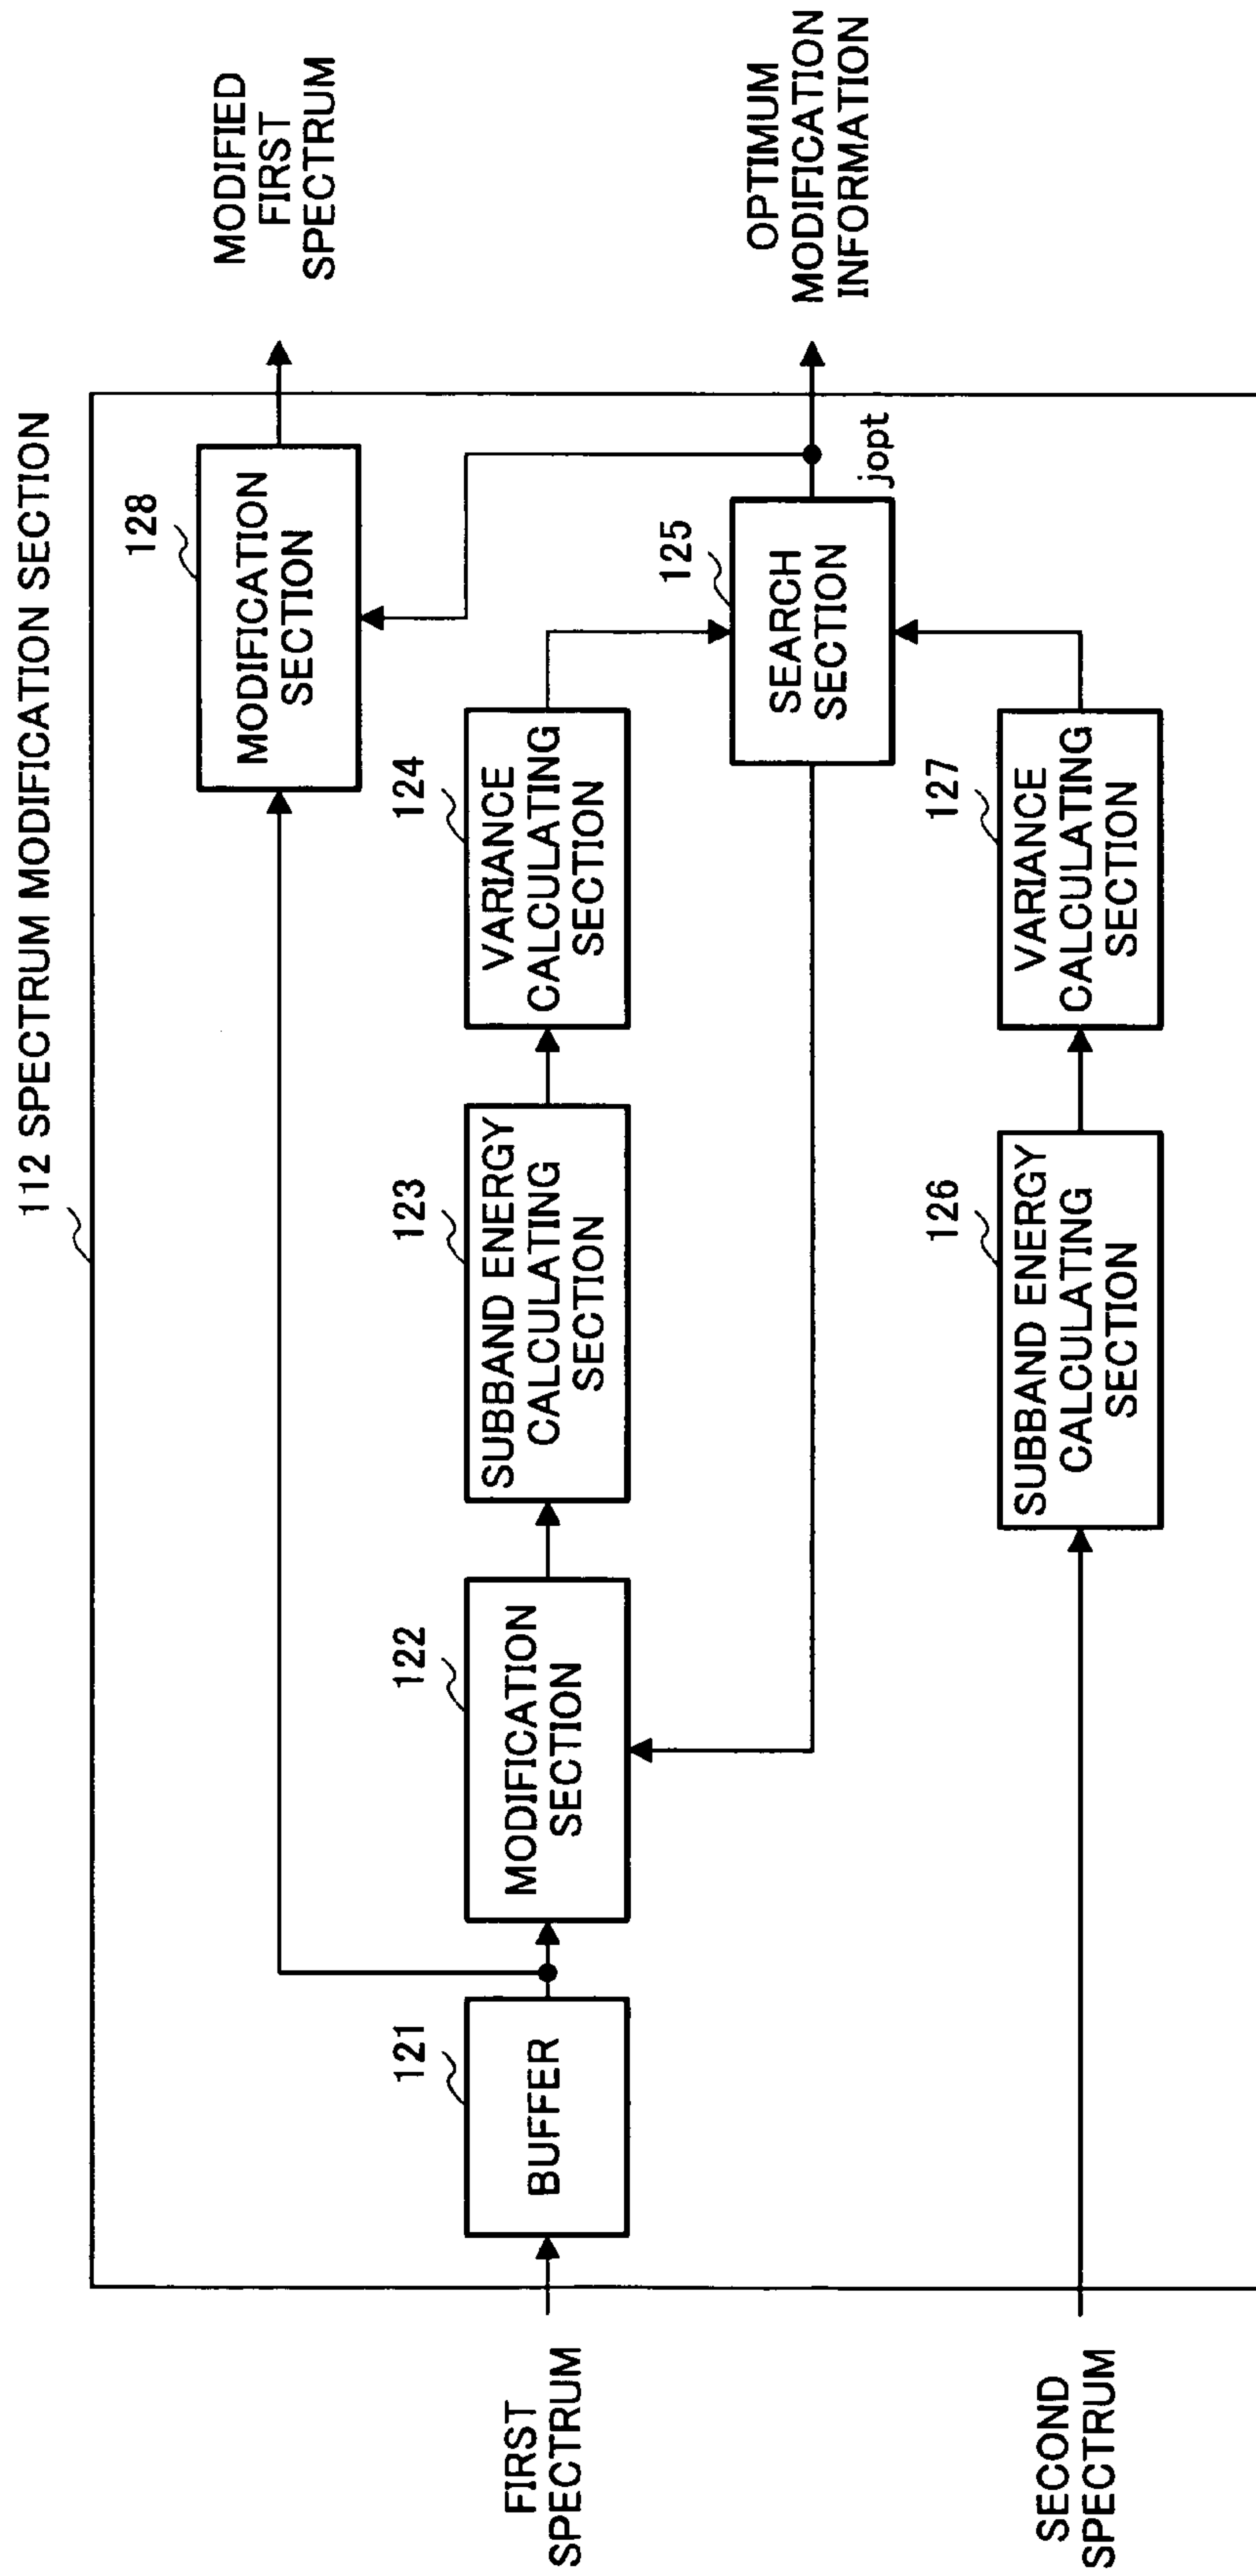 112 SPECTRUM MODIFICATION SECTION
FIRST
SPECTRUM
121
BUFFER
122
MODIFICATION
SECTION
123
SUBBAND ENERGY
CALCULATING
SECTION
124
VARIANCE
CALCULATING
SECTION
128
MODIFICATION
SECTION
MODIFIED
FIRST
SPECTRUM
125
SEARCH
SECTION
jopt
OPTIMUM
MODIFICATION
INFORMATION
SECOND
SPECTRUM
126
SUBBAND ENERGY
CALCULATING
SECTION
127
VARIANCE
CALCULATING
SECTION